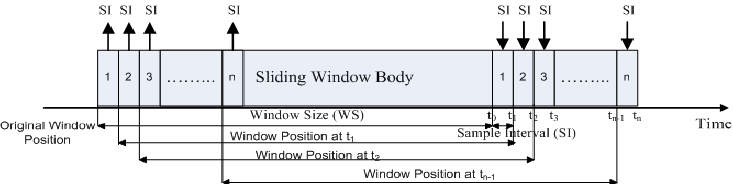 SI SI SI SI SI SI SI SI
1 2 3 ......... n Sliding Window Body 1 2 3 ......... n
Window Size (WS) t0 t1 t2 t3 tn-1 tn Time
Original Window Position
Sample Interval (SI)
Window Position at t1
Window Position at t2
Window Position at tn-1